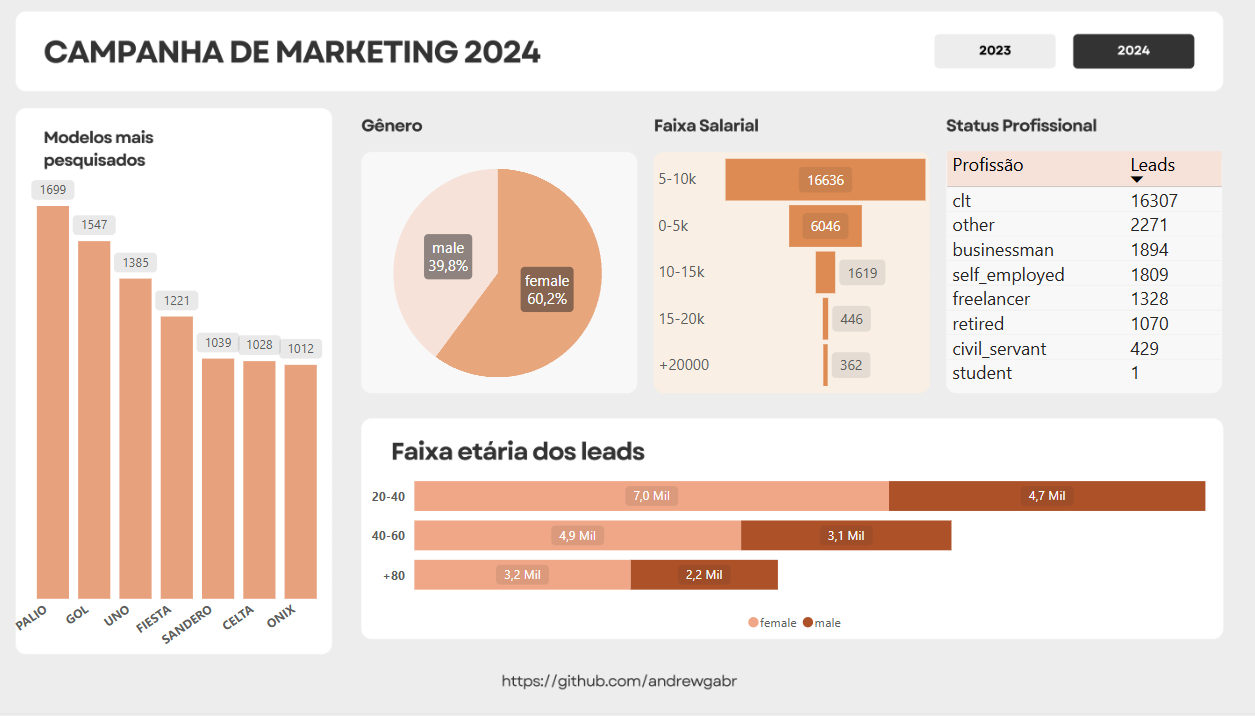 CAMPANHA DE MARKETING 2024
2023
2024
Modelos mais
pesquisados
1699
1547
1385
1221
1039
1028
1012
PALIO
GOL
UNO
FIESTA
SANDERO
CELTA
ONIX
Gênero
male
39,8%
female
60,2%
Faixa Salarial
5-10k
16636
0-5k
6046
10-15k
1619
15-20k
446
+20000
362
Status Profissional
Profissão Leads
clt 16307
other 2271
businessman 1894
self_employed 1809
freelancer 1328
retired 1070
civil_servant 429
student 1
Faixa etária dos leads
20-40 7,0 Mil 4,7 Mil
40-60 4,9 Mil 3,1 Mil
+80 3,2 Mil 2,2 Mil
female male
https://github.com/andrewgabr